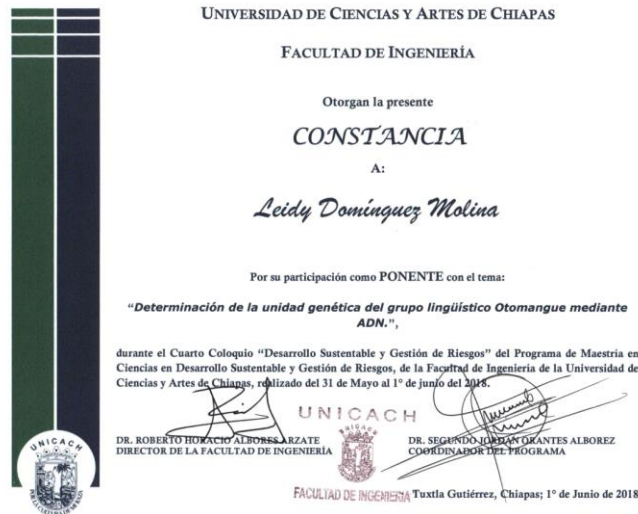 UNIVERSIDAD DE CIENCIAS Y ARTES DE CHIAPAS
FACULTAD DE INGENIERÍA
Otorgan la presente
CONSTANCIA
A:
Leidy Domínguez Molina
Por su participación como PONENTE con el tema:
“Determinación de la unidad genética del grupo lingüístico Otomangue mediante
ADN.”,
durante el Cuarto Coloquio “Desarrollo Sustentable y Gestión de Riesgos” del Programa de Maestria en
Ciencias en Desarrollo Sustentable y Gestión de Riesgos, de la Facultad de Ingeniería de la Universidad de
Ciencias y Artes de Chiapas, realizado del 31 de Mayo al 1° de junio del 2018.
UNICACH
DR. ROBERTO HORACIO ALBORES ARZATE
DIRECTOR DE LA FACULTAD DE INGENIERÍA
DR. SEGUNDO JORDÁN ORANTES ALBOREZ
COORDINADOR DEL PROGRAMA
UNICACH
FACULTAD DE INGENIERIA
Tuxtla Gutiérrez, Chiapas; 1° de Junio de 2018
UNICACH